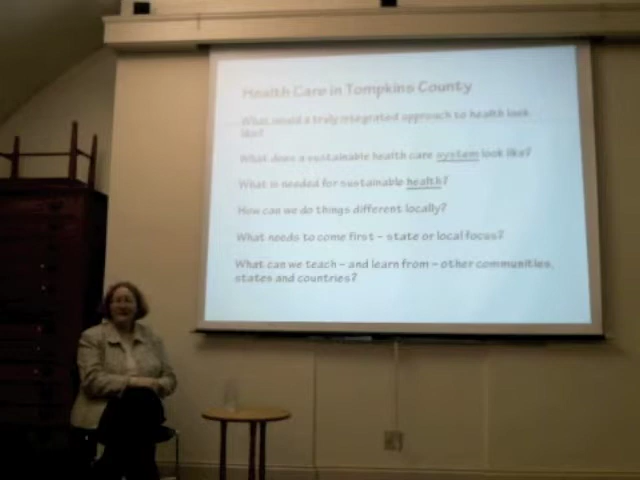 Health Care in Tompkins County
What would a truly integrated approach to health look
like?
What does a sustainable health care system look like?
What is needed for sustainable health?
How can we do things different locally?
What needs to come first - state or local focus?
What can we teach - and learn from - other communities,
states and countries?